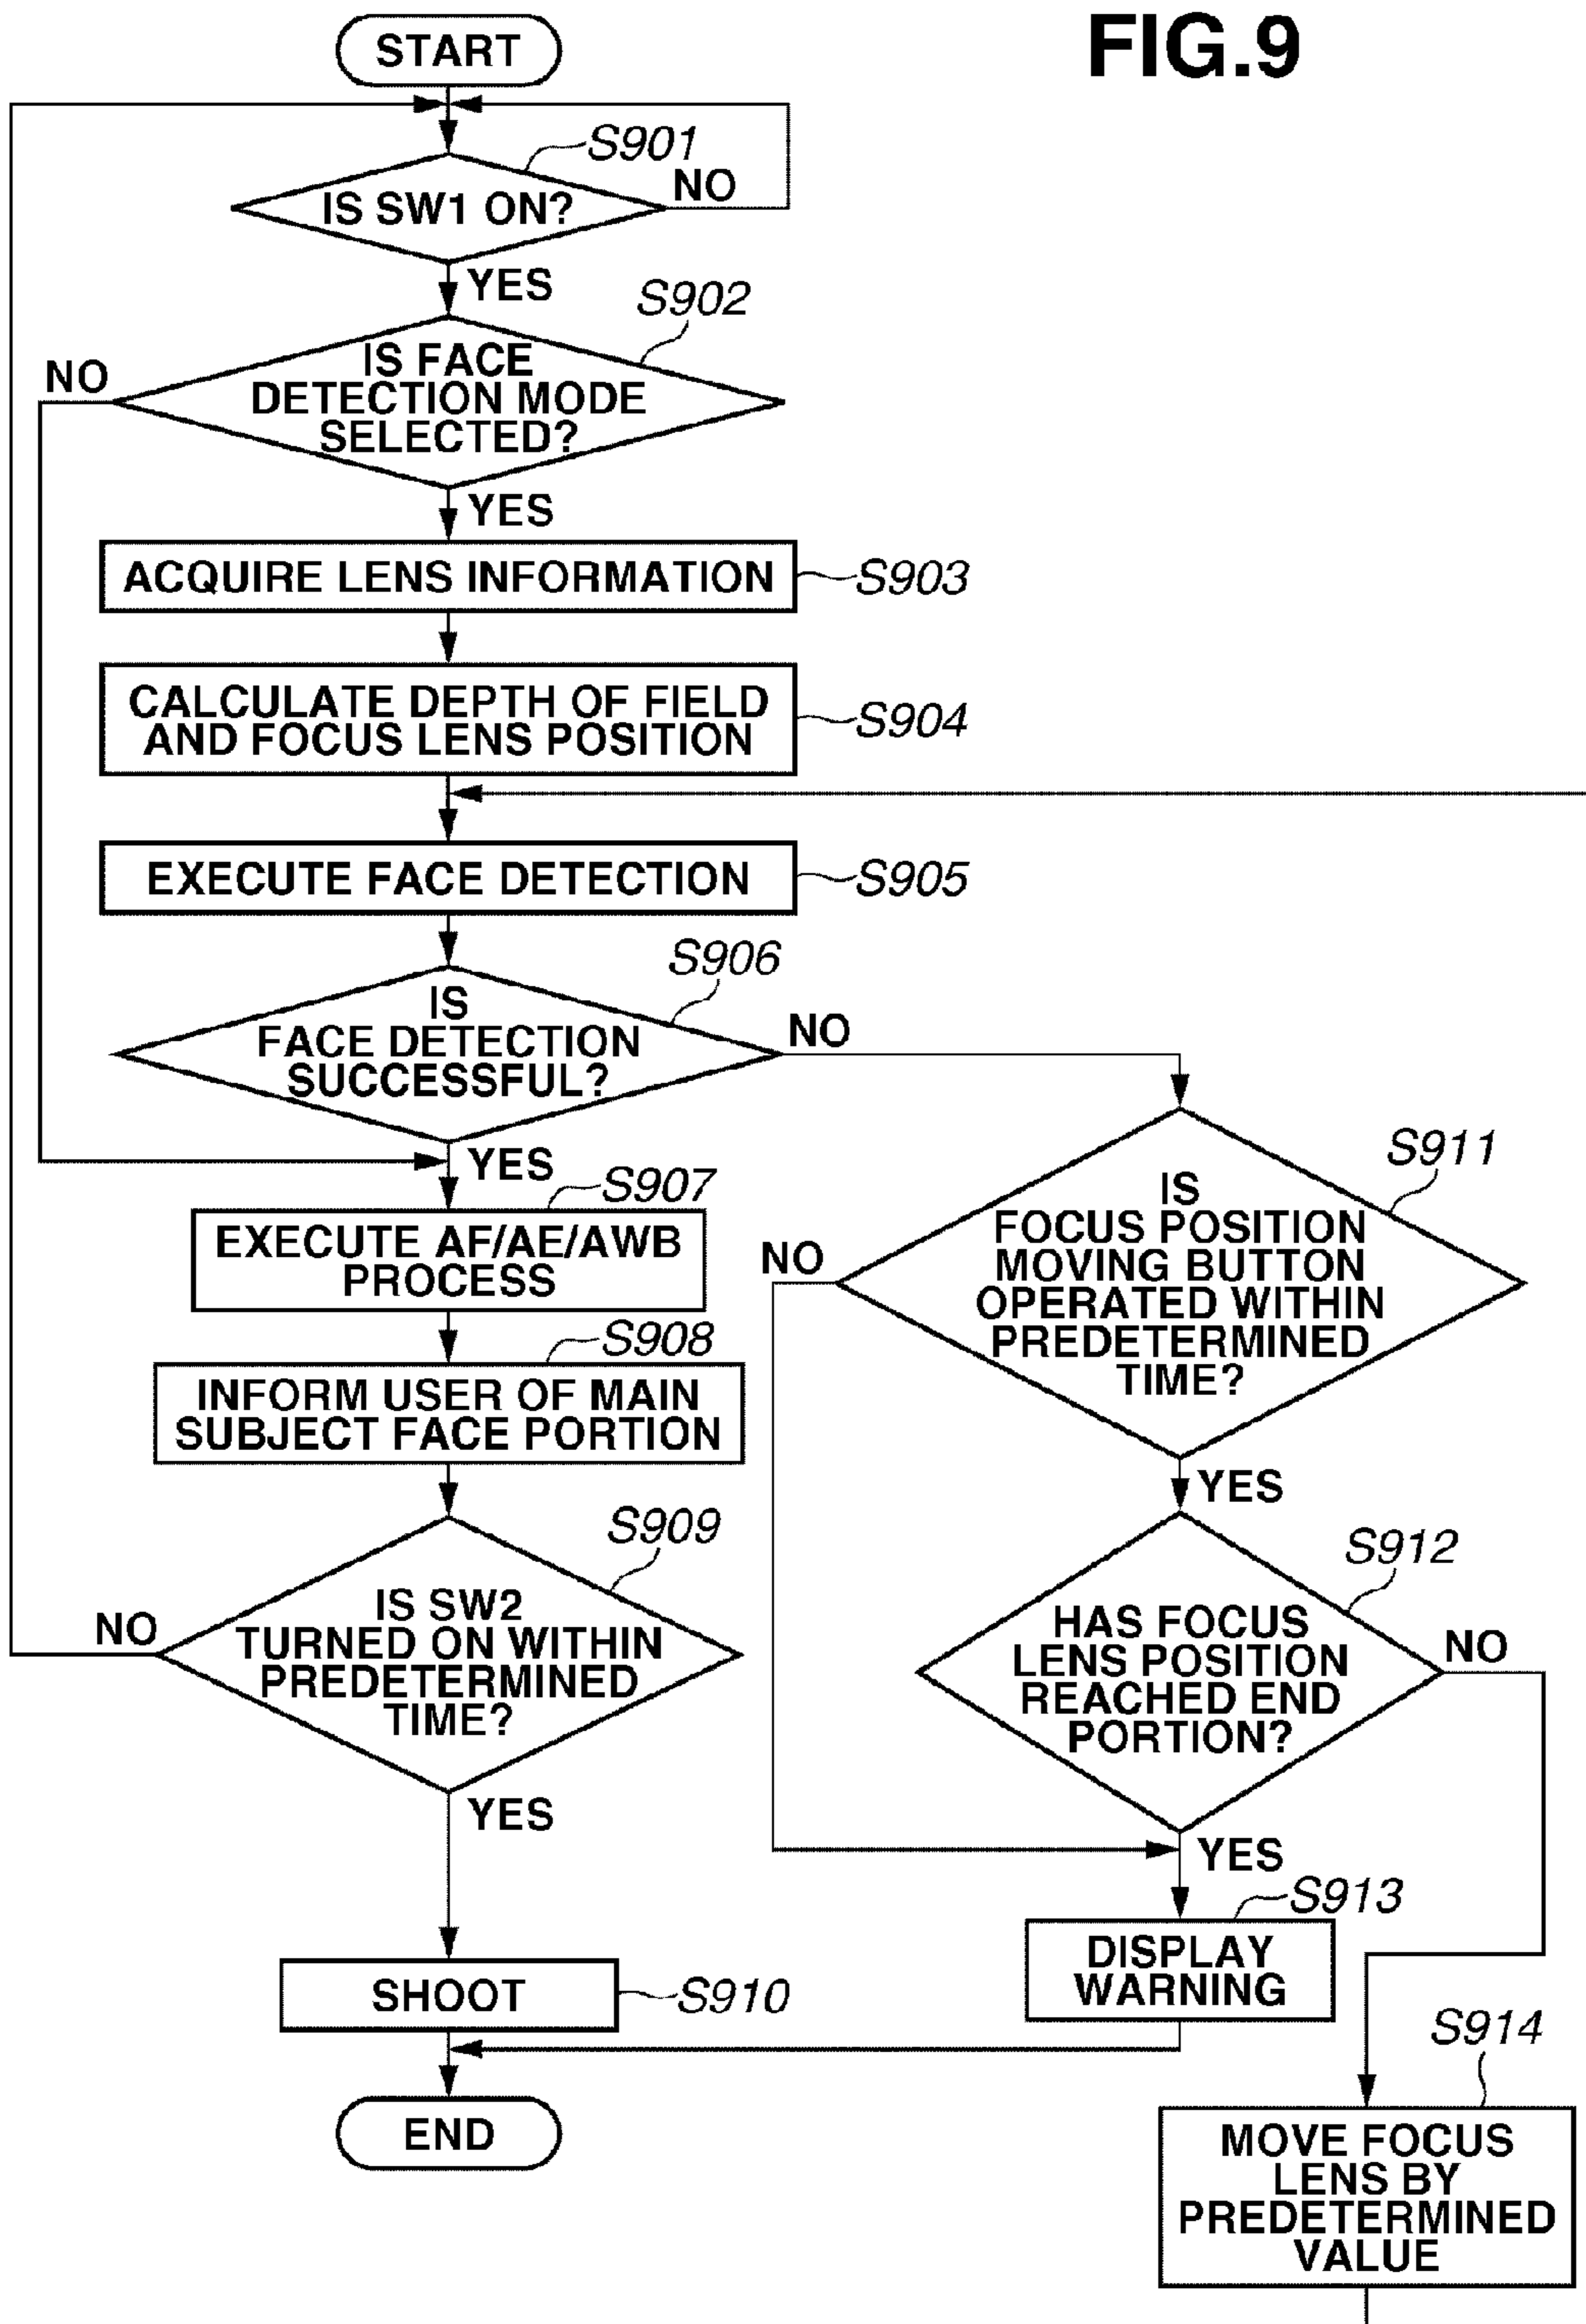 FIG.9
START
S901
IS SW1 ON?
NO
YES
S902
IS FACE
DETECTION MODE
SELECTED?
NO
YES
ACQUIRE LENS INFORMATION
S903
CALCULATE DEPTH OF FIELD
AND FOCUS LENS POSITION
S904
EXECUTE FACE DETECTION
S905
S906
IS
FACE DETECTION
SUCCESSFUL?
NO
YES
S907
EXECUTE AF/AE/AWB
PROCESS
S908
INFORM USER OF MAIN
SUBJECT FACE PORTION
S909
IS SW2
TURNED ON WITHIN
PREDETERMINED
TIME?
NO
YES
SHOOT
S910
END
S911
IS
FOCUS POSITION
MOVING BUTTON
OPERATED WITHIN
PREDETERMINED
TIME?
NO
YES
S912
HAS FOCUS
LENS POSITION
REACHED END
PORTION?
NO
YES
S913
DISPLAY
WARNING
S914
MOVE FOCUS
LENS BY
PREDETERMINED
VALUE